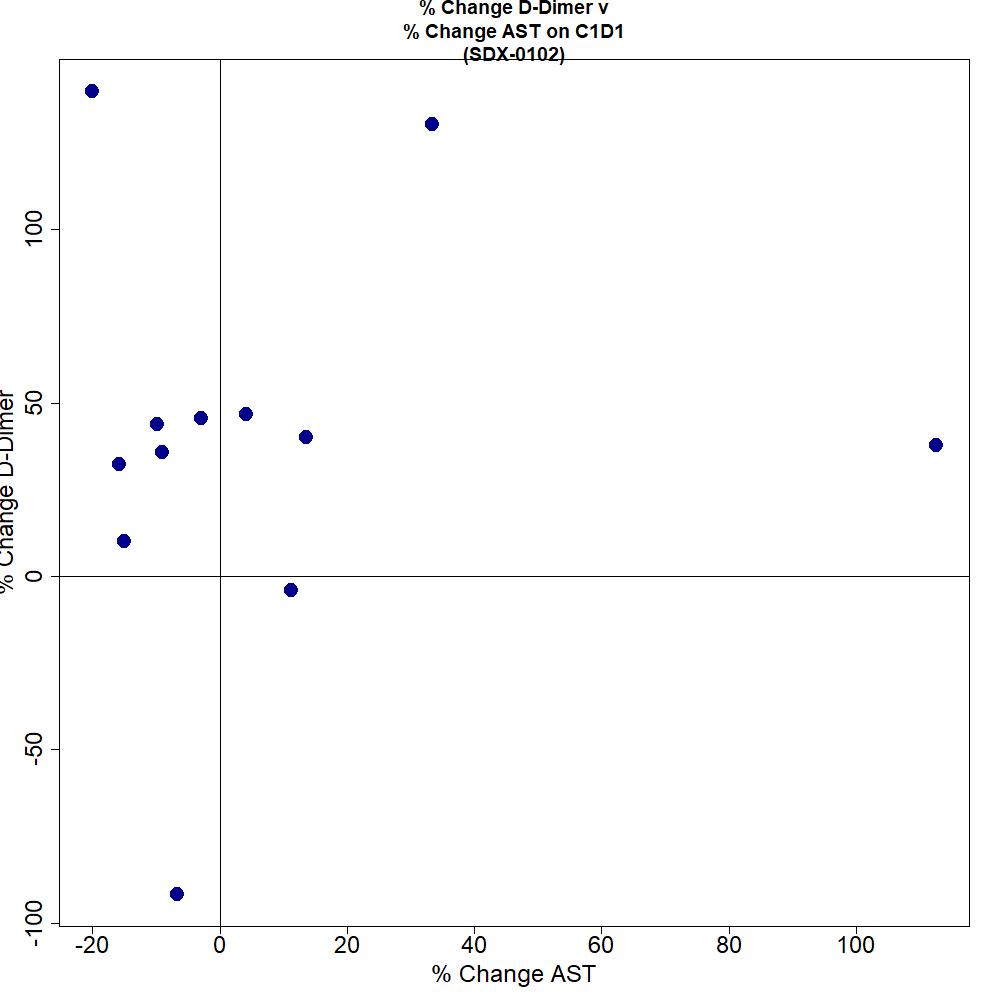 % Change D-Dimer v
% Change AST on C1D1
(SDX-0102)
% Change D-Dimer
100
50
0
-50
-100
-20 0 20 40 60 80 100
% Change AST